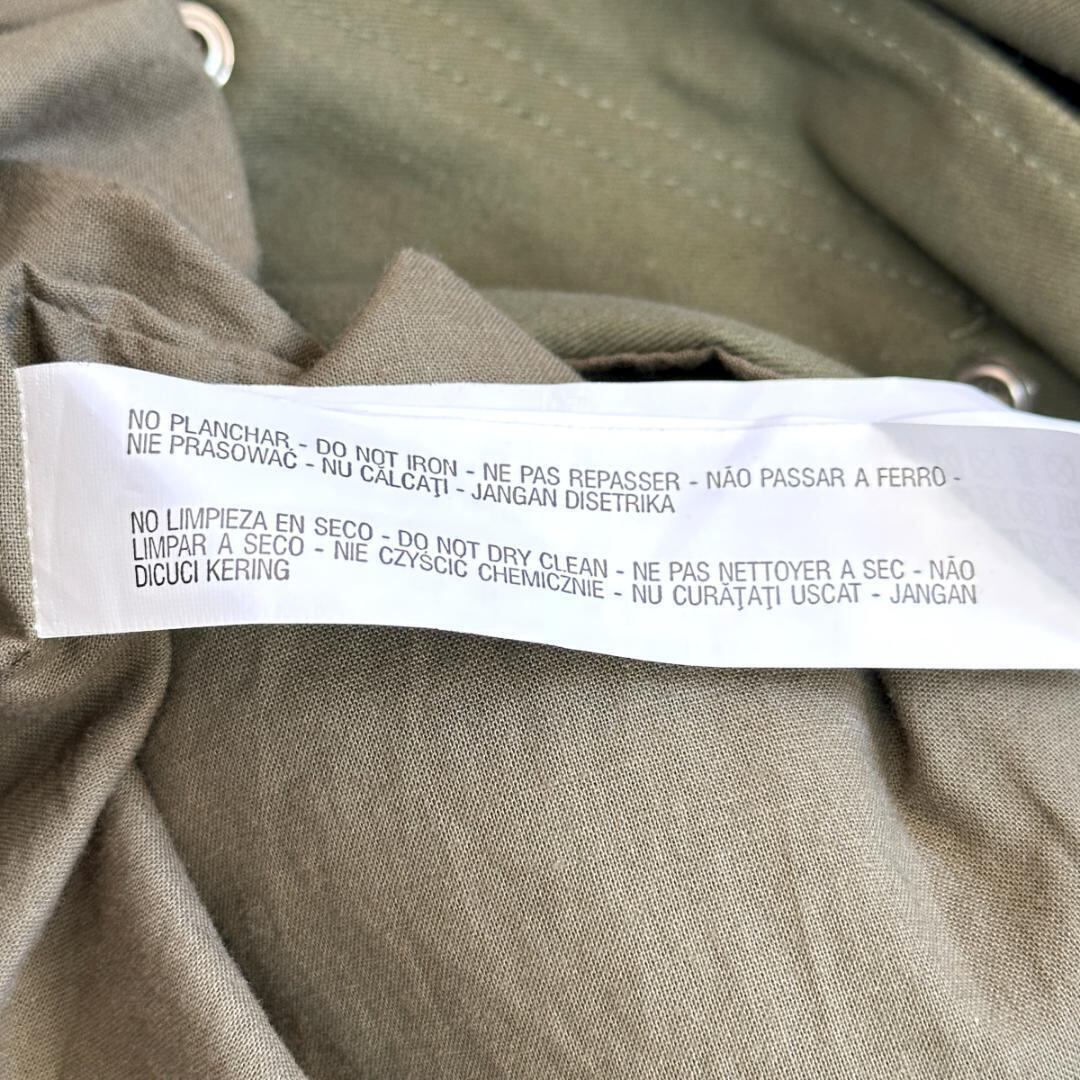 NO PLANCHAR - DO NOT IRON - NE PAS REPASSER - NÃO PASSAR A FERRO -
NIE PRASOWAĆ - NU CĂLCAŢI - JANGAN DISETRIKA
NO LIMPIEZA EN SECO - DO NOT DRY CLEAN - NE PAS NETTOYER A SEC - NÃO
LIMPAR A SECO - NIE CZYŚCIC CHEMICZNIE - NU CURĂŢAŢI USCAT - JANGAN
DICUCI KERING